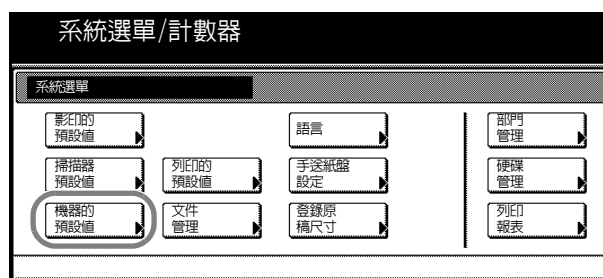 系統選單/計數器
系統選單
影印的
預設值
語言
部門
管理
掃描器
預設值
列印的
預設值
手送紙盤
設定
硬碟
管理
機器的
預設值
文件
管理
登錄原
稿尺寸
列印
報表